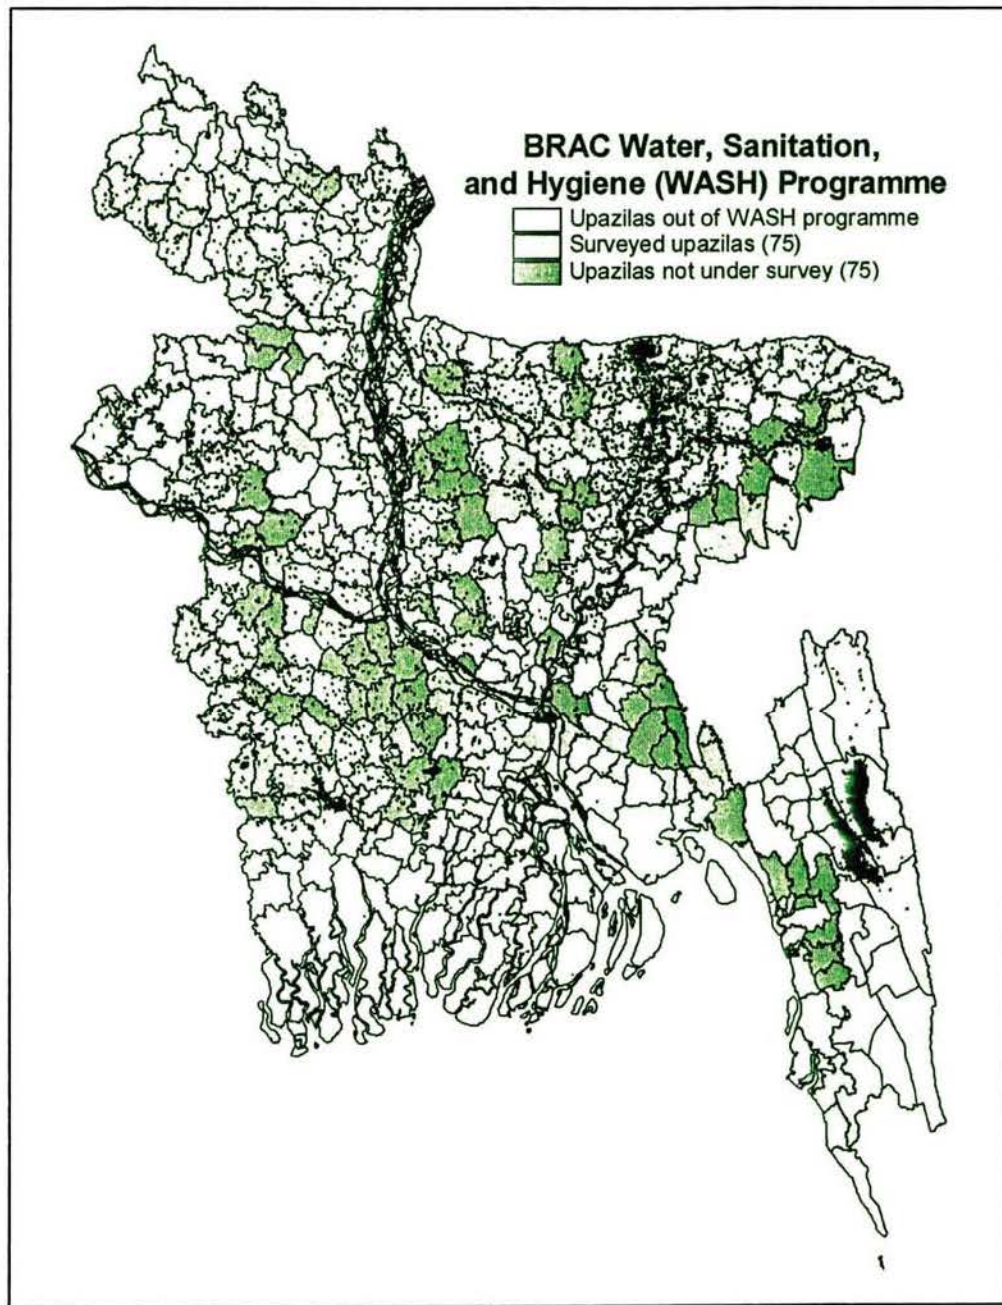 BRAC Water, Sanitation,
and Hygiene (WASH) Programme
Upazilas out of WASH programme
Surveyed upazilas (75)
Upazilas not under survey (75)